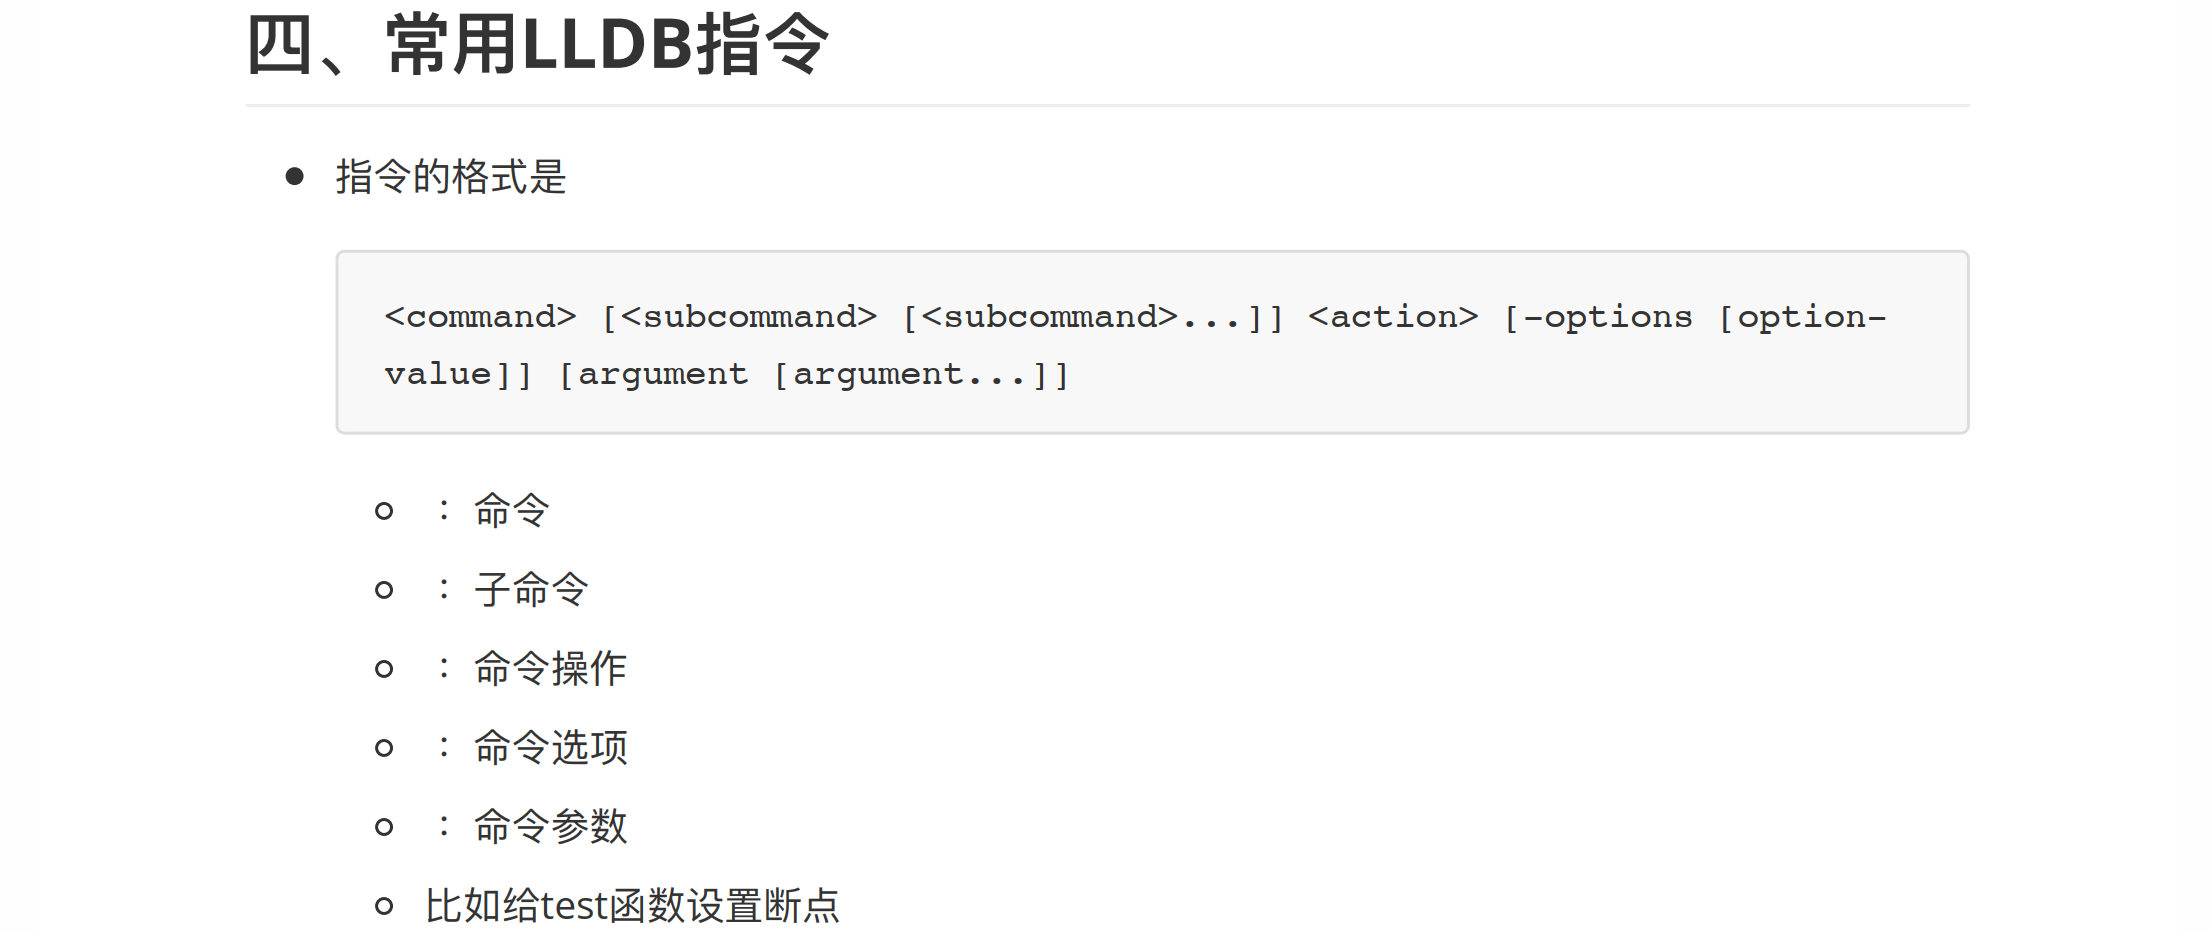 四、常用LLDB指令
指令的格式是
<command> [<subcommand> [<subcommand>...]] <action> [-options [option-
value]] [argument [argument...]]
：命令
：子命令
：命令操作
：命令选项
：命令参数
比如给test函数设置断点